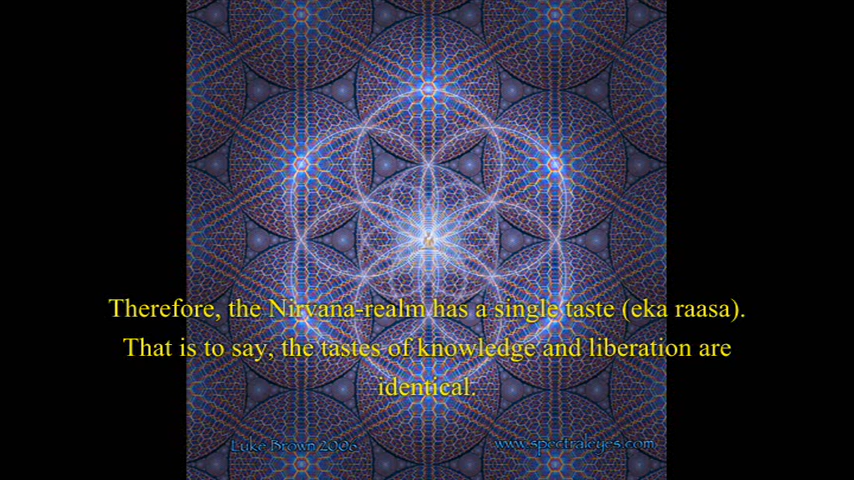 Therefore, the Nirvana-realm has a single taste (eka raasa).
That is to say, the tastes of knowledge and liberation are
identical.
Luke Brown 2006
www.spectraleyes.com